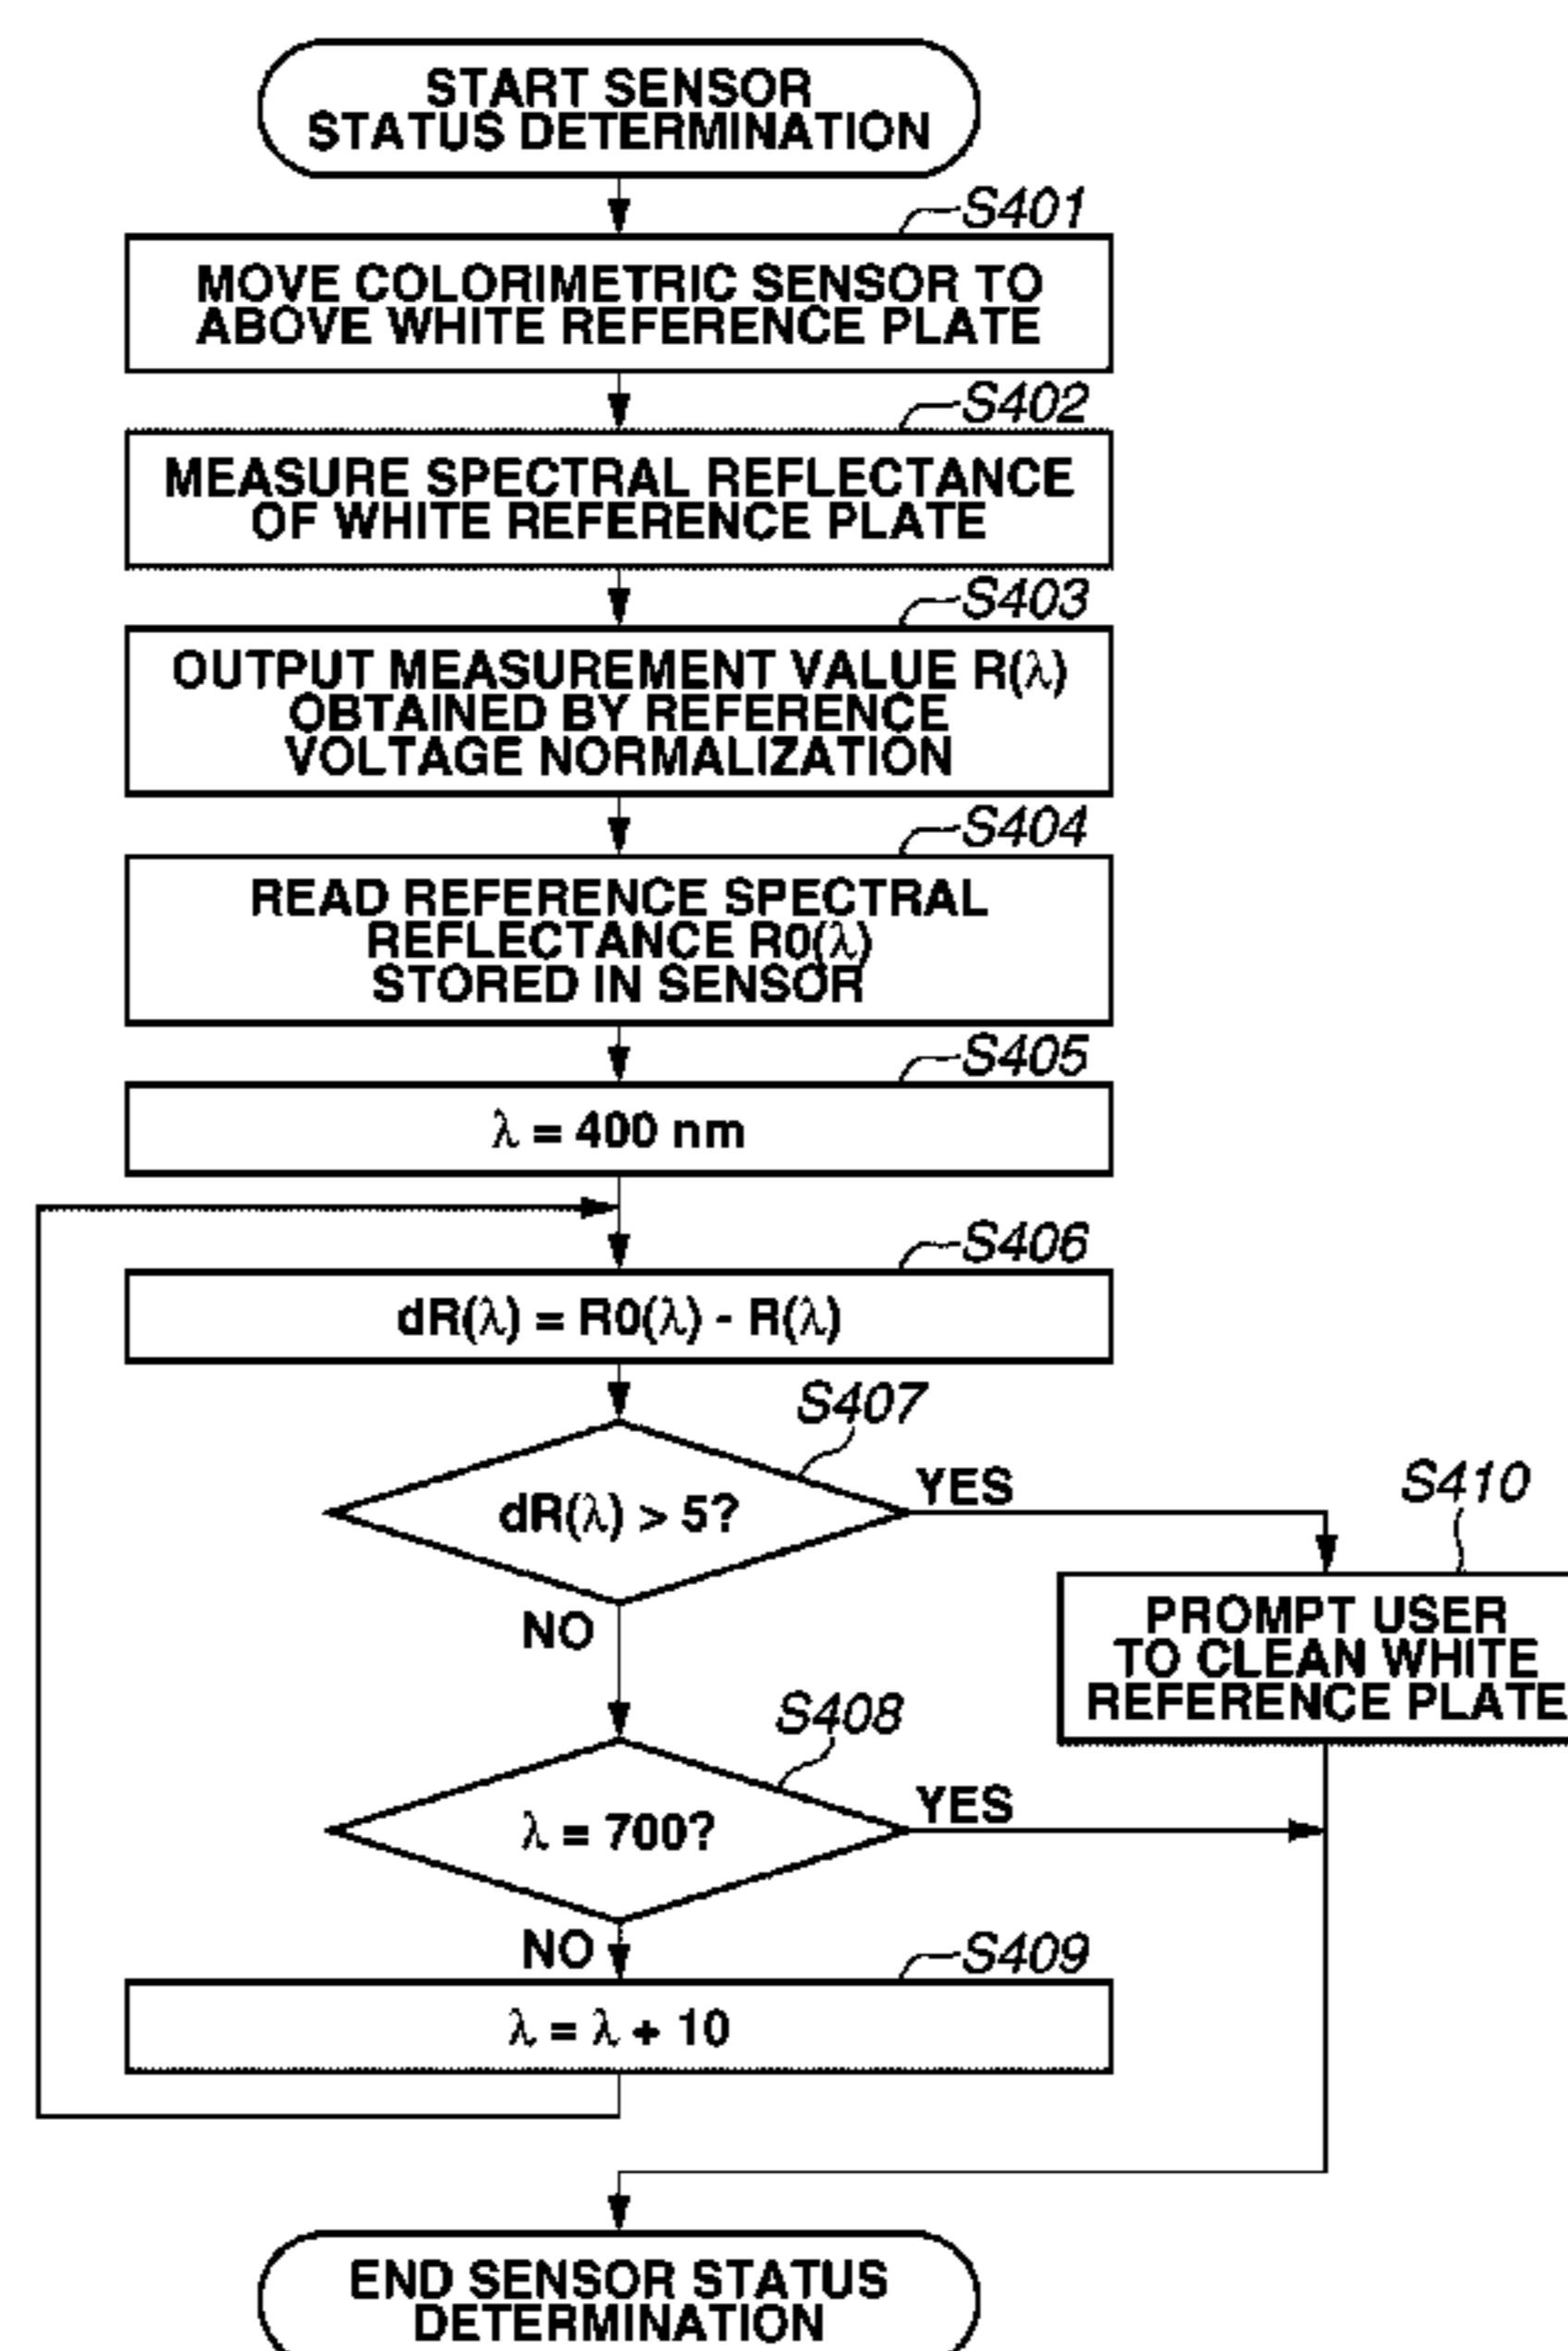 START SENSOR
STATUS DETERMINATION
S401
MOVE COLORIMETRIC SENSOR TO
ABOVE WHITE REFERENCE PLATE
S402
MEASURE SPECTRAL REFLECTANCE
OF WHITE REFERENCE PLATE
S403
OUTPUT MEASUREMENT VALUE R(λ)
OBTAINED BY REFERENCE
VOLTAGE NORMALIZATION
S404
READ REFERENCE SPECTRAL
REFLECTANCE R0(λ)
STORED IN SENSOR
S405
λ = 400 nm
S406
dR(λ) = R0(λ) - R(λ)
S407
dR(λ) > 5?
YES
NO
S410
PROMPT USER
TO CLEAN WHITE
REFERENCE PLATE
S408
λ = 700?
YES
NO
S409
λ = λ + 10
END SENSOR STATUS
DETERMINATION